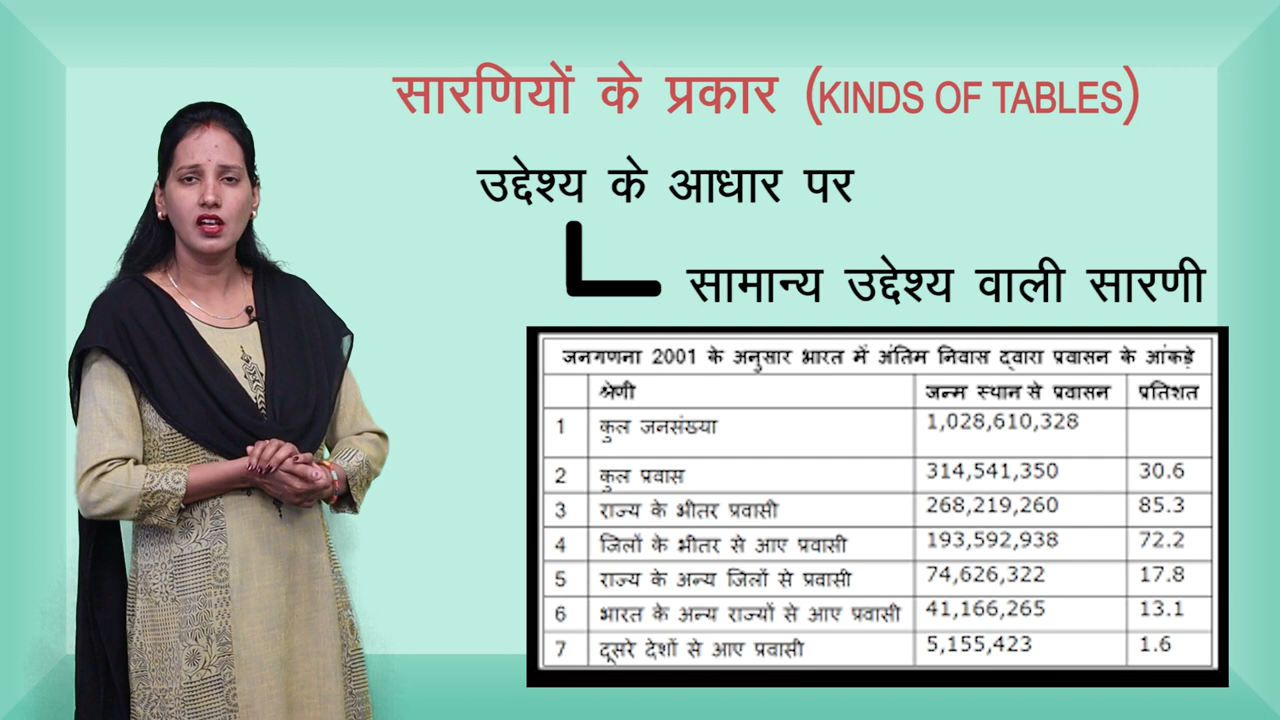 सारणियों के प्रकार (KINDS OF TABLES)
उद्देश्य के आधार पर
सामान्य उद्देश्य वाली सारणी
जनगणना 2001 के अनुसार भारत में अंतिम निवास द्वारा प्रवासन के आंकड़े
श्रेणी जन्म स्थान से प्रवासन प्रतिशत
1 कुल जनसंख्या 1,028,610,328
2 कुल प्रवास 314,541,350 30.6
3 राज्य के भीतर प्रवासी 268,219,260 85.3
4 जिलों के भीतर से आए प्रवासी 193,592,938 72.2
5 राज्य के अन्य जिलों से प्रवासी 74,626,322 17.8
6 भारत के अन्य राज्यों से आए प्रवासी 41,166,265 13.1
7 दूसरे देशों से आए प्रवासी 5,155,423 1.6